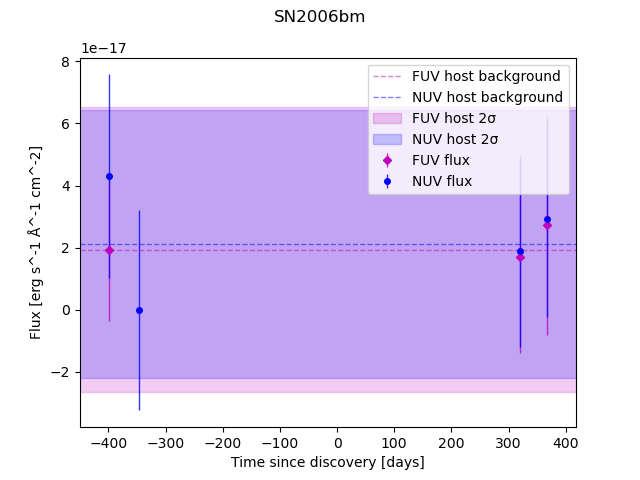 SN2006bm
1e−17
8
6
4
2
0
−2
Flux [erg s^-1 Å^-1 cm^-2]
FUV host background
NUV host background
FUV host 2σ
NUV host 2σ
FUV flux
NUV flux
−400 −300 −200 −100 0 100 200 300 400
Time since discovery [days]